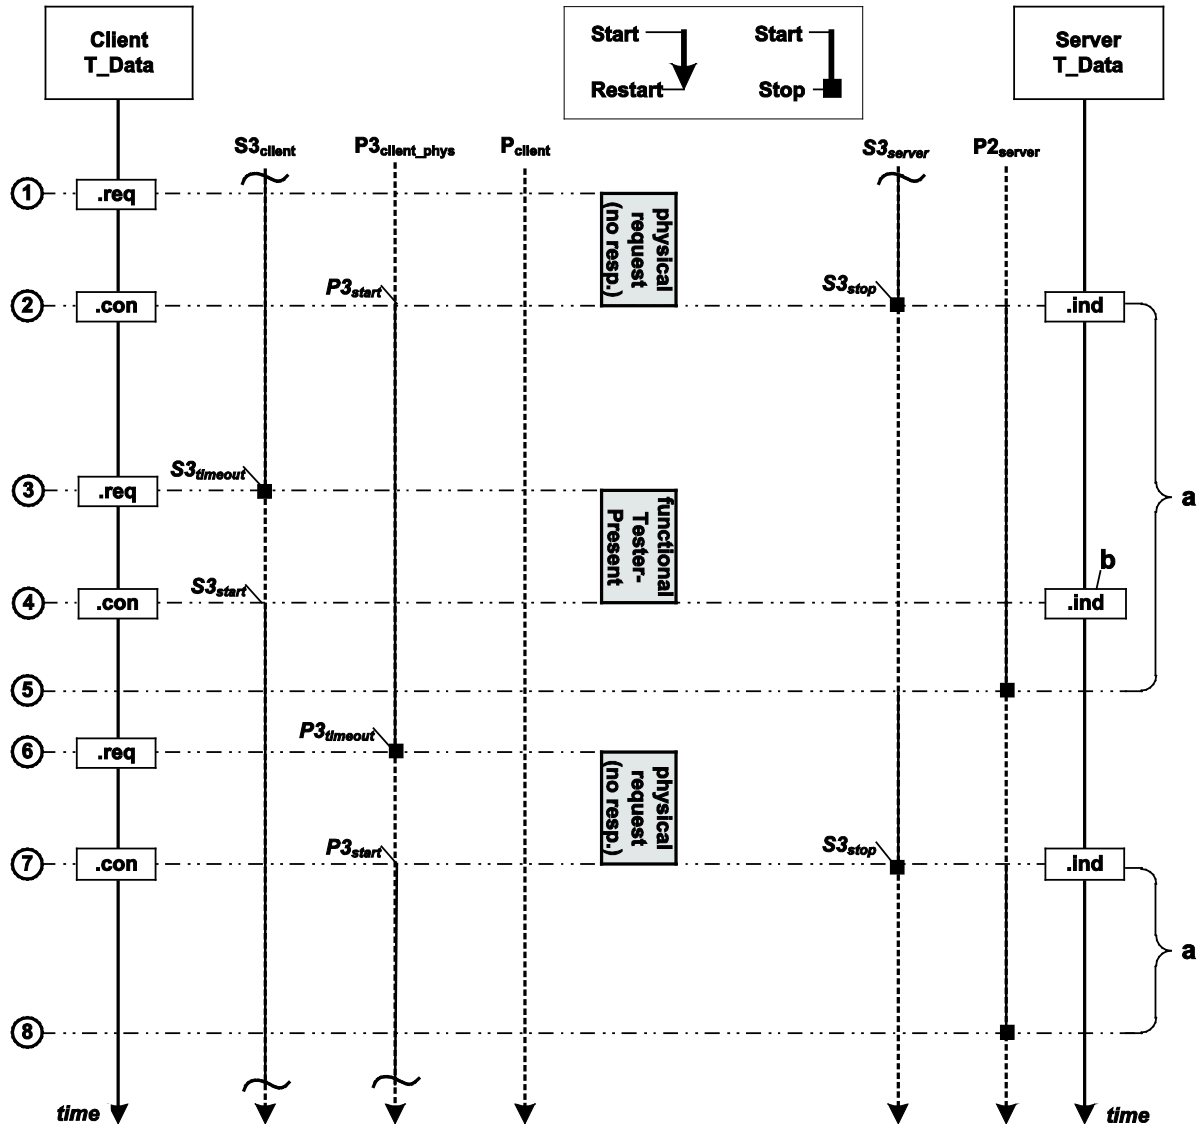 Client
T_Data
Start
Restart
Start
Stop
Server
T_Data
S3client
P3client_phys
Pclient
S3server
P2server
1
.req
physical
request
(no resp.)
2
.con
P3start
S3stop
.ind
3
.req
S3timeout
functional
Tester-
Present
a
4
.con
S3start
b
.ind
5
6
.req
P3timeout
physical
request
(no resp.)
7
.con
P3start
S3stop
.ind
a
8
time
time